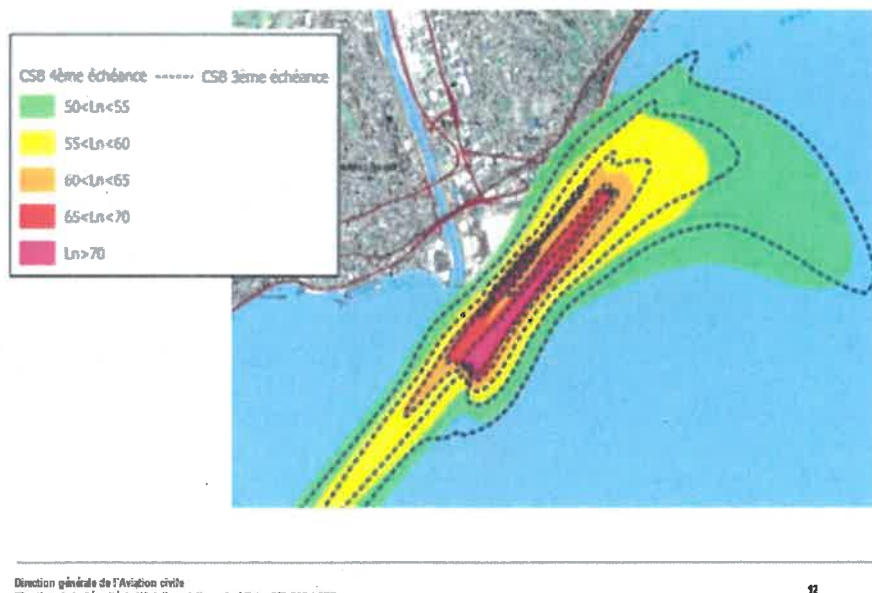 CSB 4ème échéance ------ CSB 3ème échéance
50<Ln<55
55<Ln<60
60<Ln<65
65<Ln<70
Ln>70
Direction générale de l'Aviation civile
12